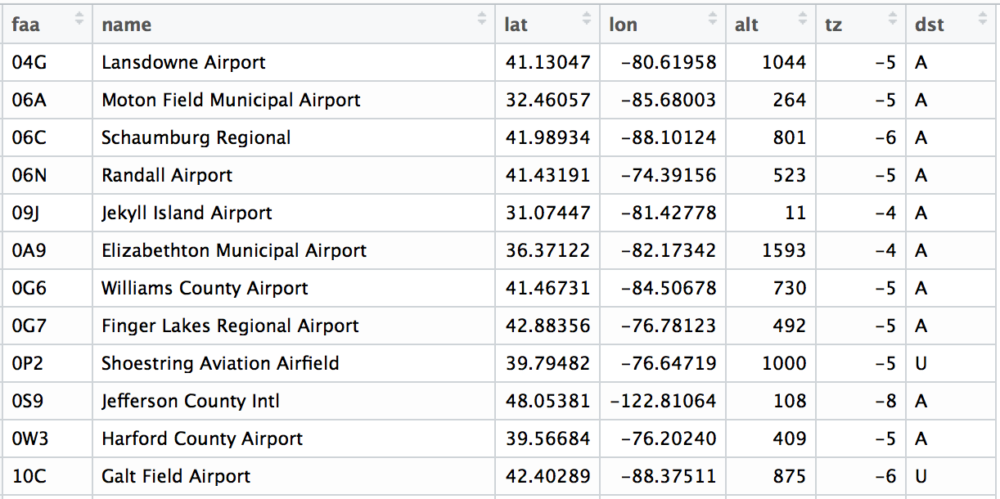 faa name lat lon alt tz dst
04G Lansdowne Airport 41.13047 -80.61958 1044 -5 A
06A Moton Field Municipal Airport 32.46057 -85.68003 264 -5 A
06C Schaumburg Regional 41.98934 -88.10124 801 -6 A
06N Randall Airport 41.43191 -74.39156 523 -5 A
09J Jekyll Island Airport 31.07447 -81.42778 11 -4 A
0A9 Elizabethton Municipal Airport 36.37122 -82.17342 1593 -4 A
0G6 Williams County Airport 41.46731 -84.50678 730 -5 A
0G7 Finger Lakes Regional Airport 42.88356 -76.78123 492 -5 A
0P2 Shoestring Aviation Airfield 39.79482 -76.64719 1000 -5 U
0S9 Jefferson County Intl 48.05381 -122.81064 108 -8 A
0W3 Harford County Airport 39.56684 -76.20240 409 -5 A
10C Galt Field Airport 42.40289 -88.37511 875 -6 U